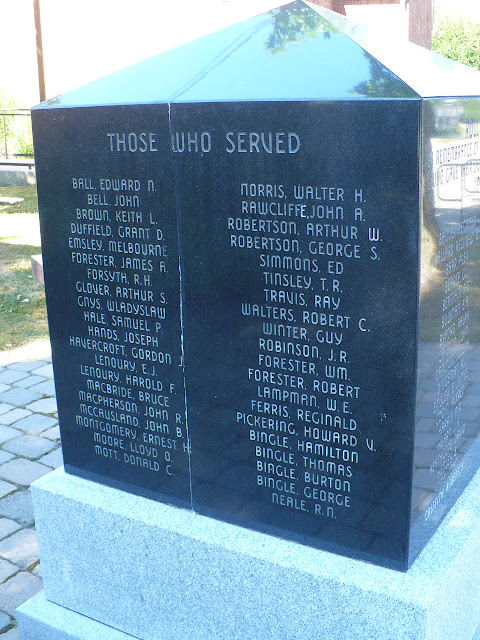 THOSE WHO SERVED
BALL, EDWARD N.
BELL, JOHN
BROWN, KEITH L.
DUFFIELD, GRANT D.
EMSLEY, MELBOURNE
FORESTER, JAMES A.
FORSYTH, R.H.
GLOVER, ARTHUR S.
GNYS, WLADYSLAW
HALE, SAMUEL P.
HANDS, JOSEPH
HAVERCROFT, GORDON
LENOURY, E.J.
LENOURY, HAROLD F.
MACBRIDE, BRUCE
MACPHERSON, JOHN R.
MCCAUSLAND, JOHN B.
MONTGOMERY, ERNEST H.
MOORE, LLOYD O.
MOTT, DONALD C.
NORRIS, WALTER H.
RAWCLIFFE,JOHN A.
ROBERTSON, ARTHUR W.
ROBERTSON, GEORGE S.
SIMMONS, ED
TINSLEY, T.R.
TRAVIS, RAY
WALTERS, ROBERT C.
WINTER, GUY
ROBINSON, J.R.
FORESTER, WM.
FORESTER, ROBERT
LAMPMAN, W.E.
FERRIS, REGINALD
PICKERING, HOWARD V.
BINGLE, HAMILTON
BINGLE, THOMAS
BINGLE, BURTON
BINGLE, GEORGE
NEALE, R.N.
REMEMBRANCE